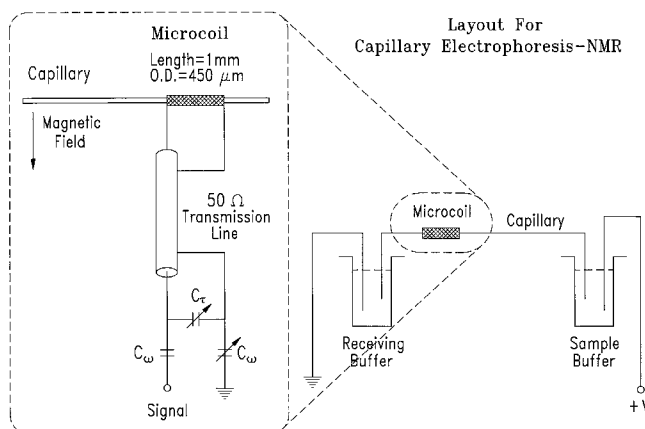 Microcoil
Length=1mm
O.D.=450 μm
Capillary
Magnetic
Field
50 Ω
Transmission
Line
Cτ
Cω
Cω
Signal
Layout For
Capillary Electrophoresis-NMR
Microcoil
Capillary
Receiving
Buffer
Sample
Buffer
+V